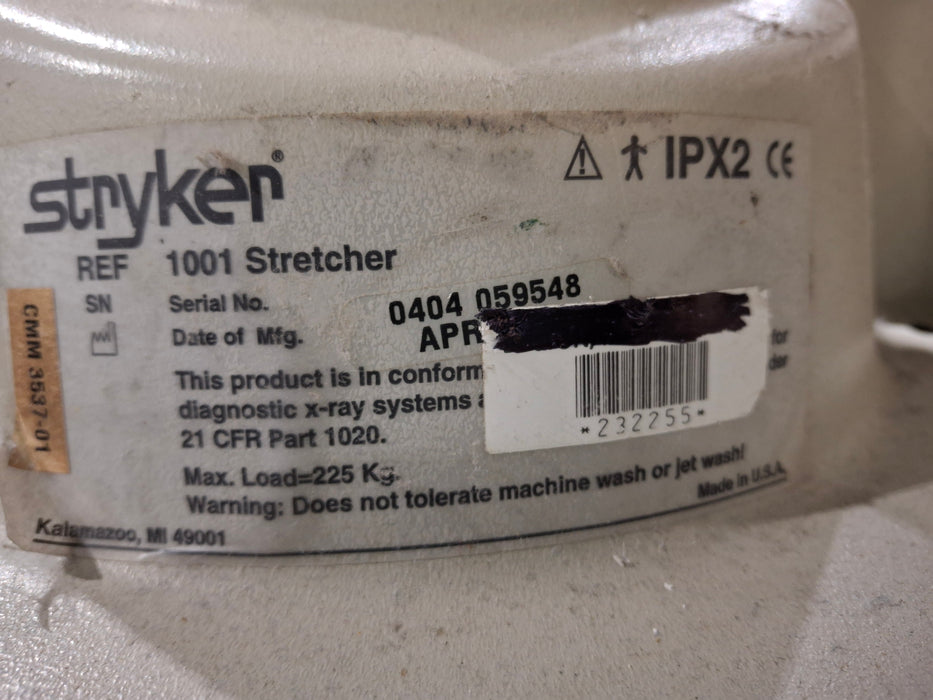 stryker®
IPX2 CE
REF 1001 Stretcher
SN Serial No. 0404 059548
Date of Mfg. APR
This product is in conform
for
diagnostic x-ray systems
der
21 CFR Part 1020.
*232255*
Max. Load=225 Kg.
Warning: Does not tolerate machine wash or jet wash!
Made in U.S.A.
Kalamazoo, MI 49001
CMM 3537-01